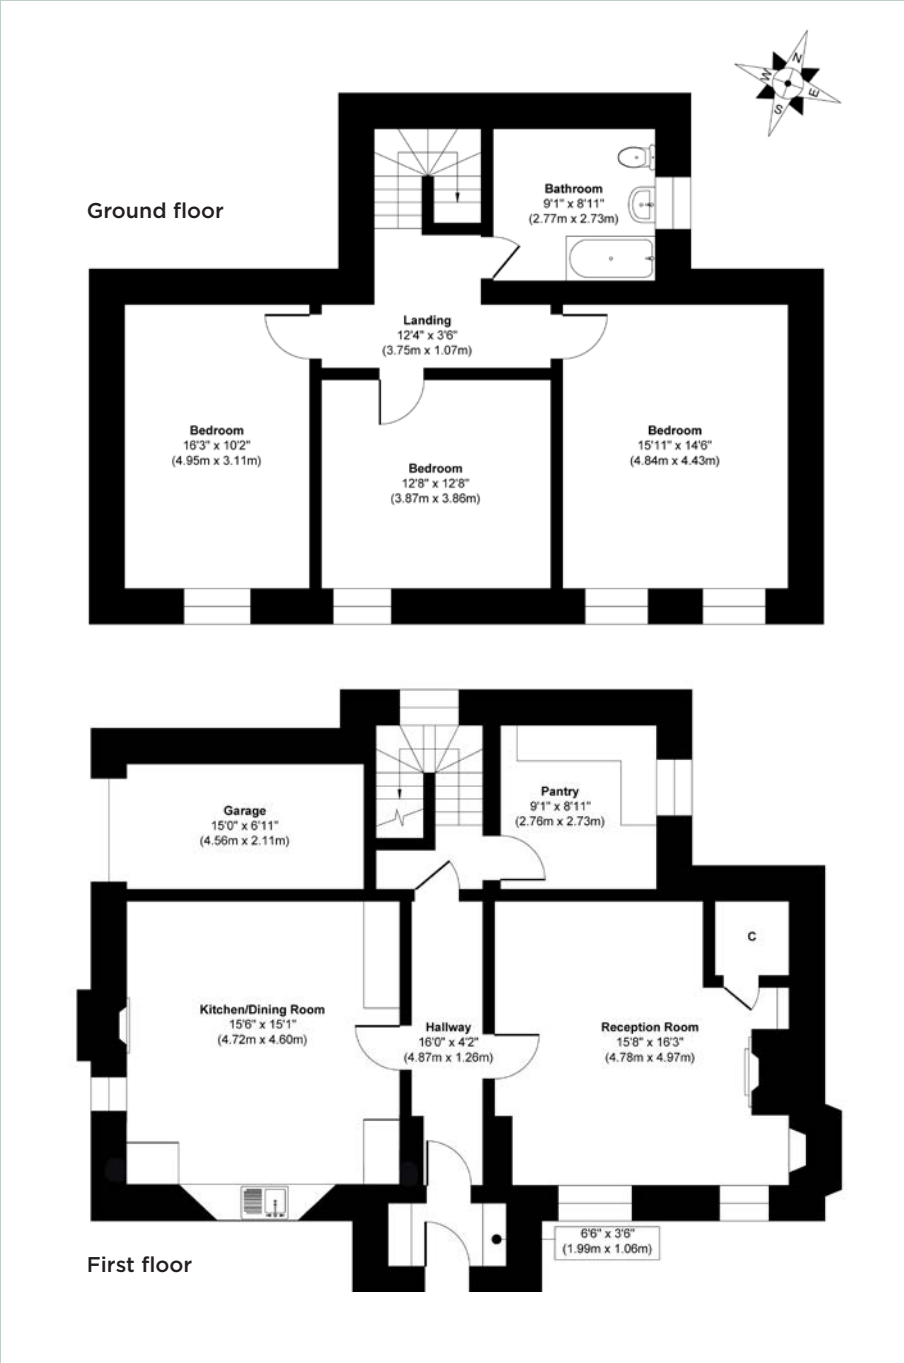 N
W
E
S
Ground floor
Bathroom
9'1" x 8'11"
(2.77m x 2.73m)
Landing
12'4" x 3'6"
(3.75m x 1.07m)
Bedroom
16'3" x 10'2"
(4.95m x 3.11m)
Bedroom
15'11" x 14'6"
(4.84m x 4.43m)
Bedroom
12'8" x 12'8"
(3.87m x 3.86m)
Garage
15'0" x 6'11"
(4.56m x 2.11m)
Pantry
9'1" x 8'11"
(2.76m x 2.73m)
C
Kitchen/Dining Room
15'6" x 15'1"
(4.72m x 4.60m)
Hallway
16'0" x 4'2"
(4.87m x 1.26m)
Reception Room
15'8" x 16'3"
(4.78m x 4.97m)
6'6" x 3'6"
(1.99m x 1.06m)
First floor